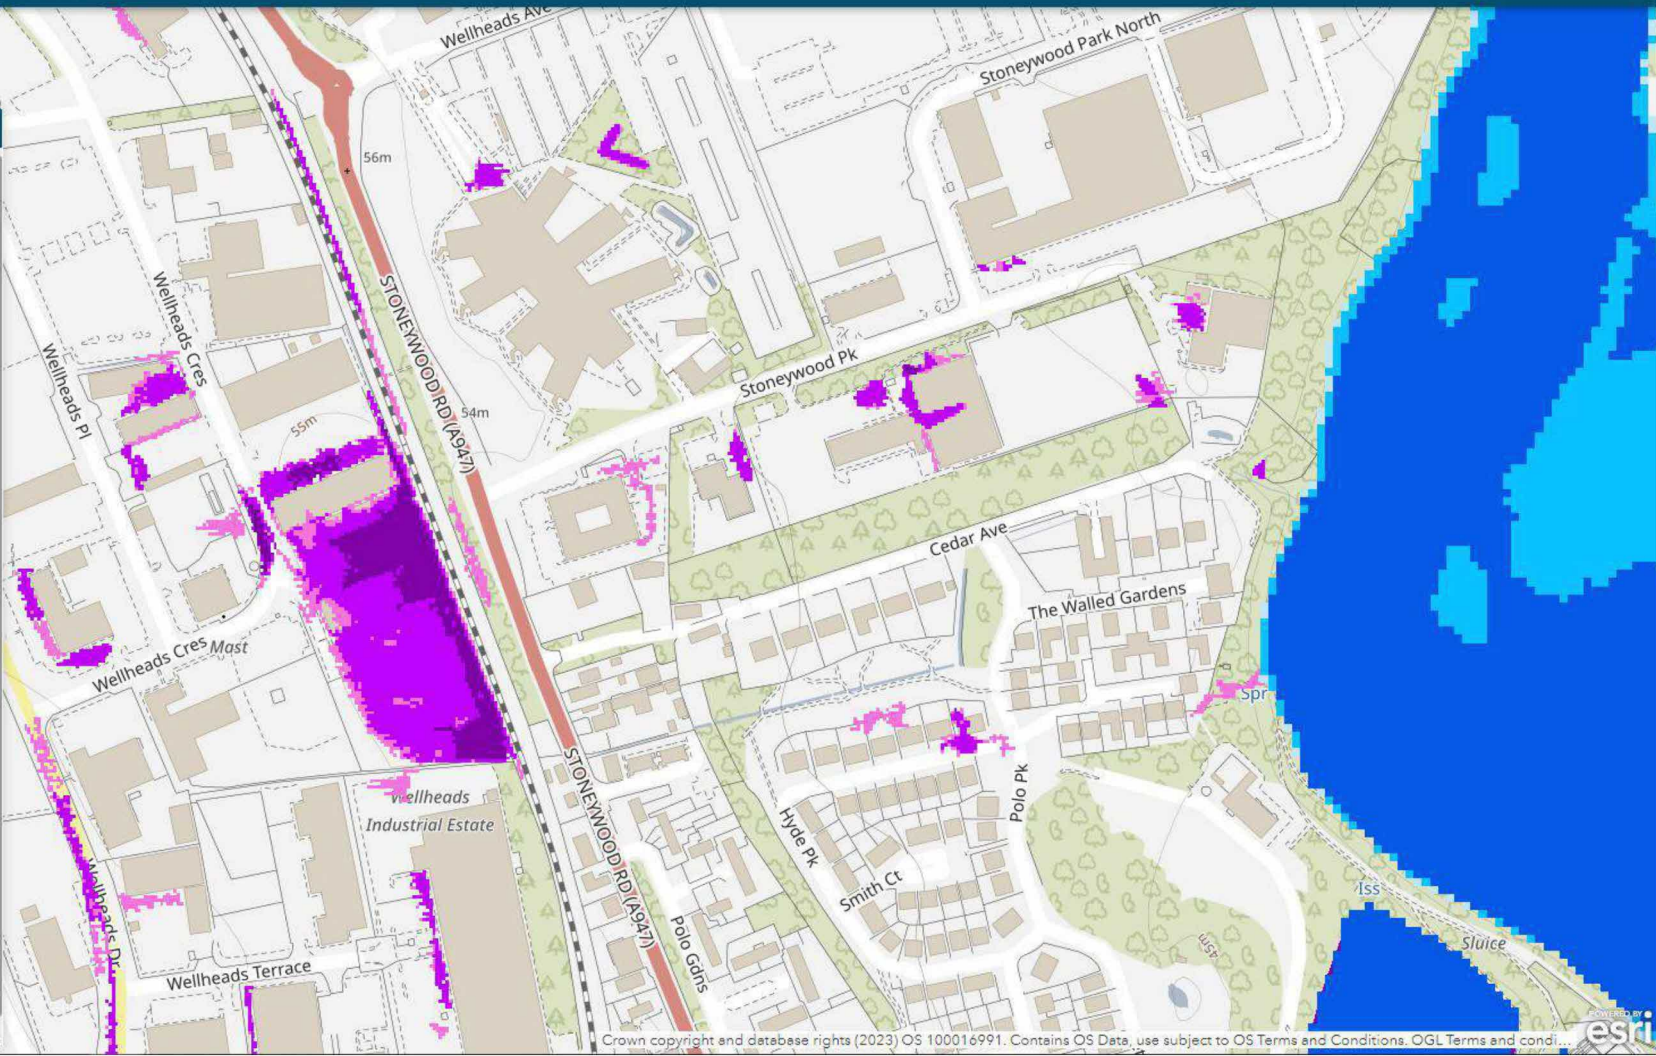 Wellheads Ave
Stoneywood Park North
56m
Wellheads Cres
STONEYWOOD RD (A947)
Wellheads Pl
Stoneywood Pk
54m
55m
Cedar Ave
The Walled Gardens
Wellheads Cres
Mast
Spr
STONEYWOOD RD (A947)
Polo Pk
Wellheads
Industrial Estate
Hyde Pk
Smith Ct
Iss
Wellheads Dr
Polo Gdns
45m
Sluice
Wellheads Terrace
POWERED BY
esri
Crown copyright and database rights (2023) OS 100016991. Contains OS Data, use subject to OS Terms and Conditions. OGL Terms and condi...